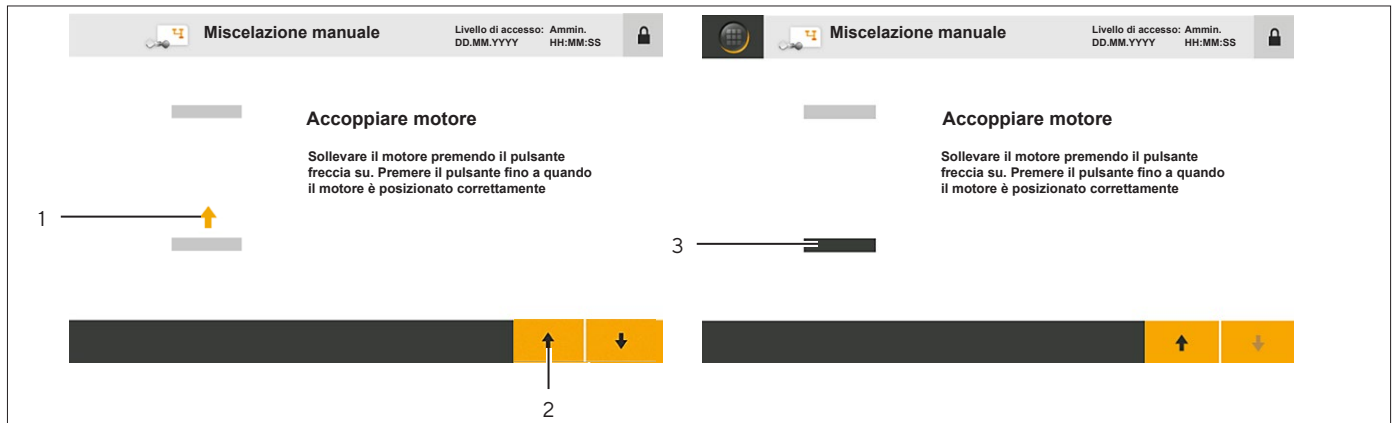 Miscelazione manuale
Livello di accesso: Ammin.
DD.MM.YYYY HH:MM:SS
Accoppiare motore
Sollevare il motore premendo il pulsante
freccia su. Premere il pulsante fino a quando
il motore è posizionato correttamente
1
2
Miscelazione manuale
Livello di accesso: Ammin.
DD.MM.YYYY HH:MM:SS
Accoppiare motore
Sollevare il motore premendo il pulsante
freccia su. Premere il pulsante fino a quando
il motore è posizionato correttamente
3